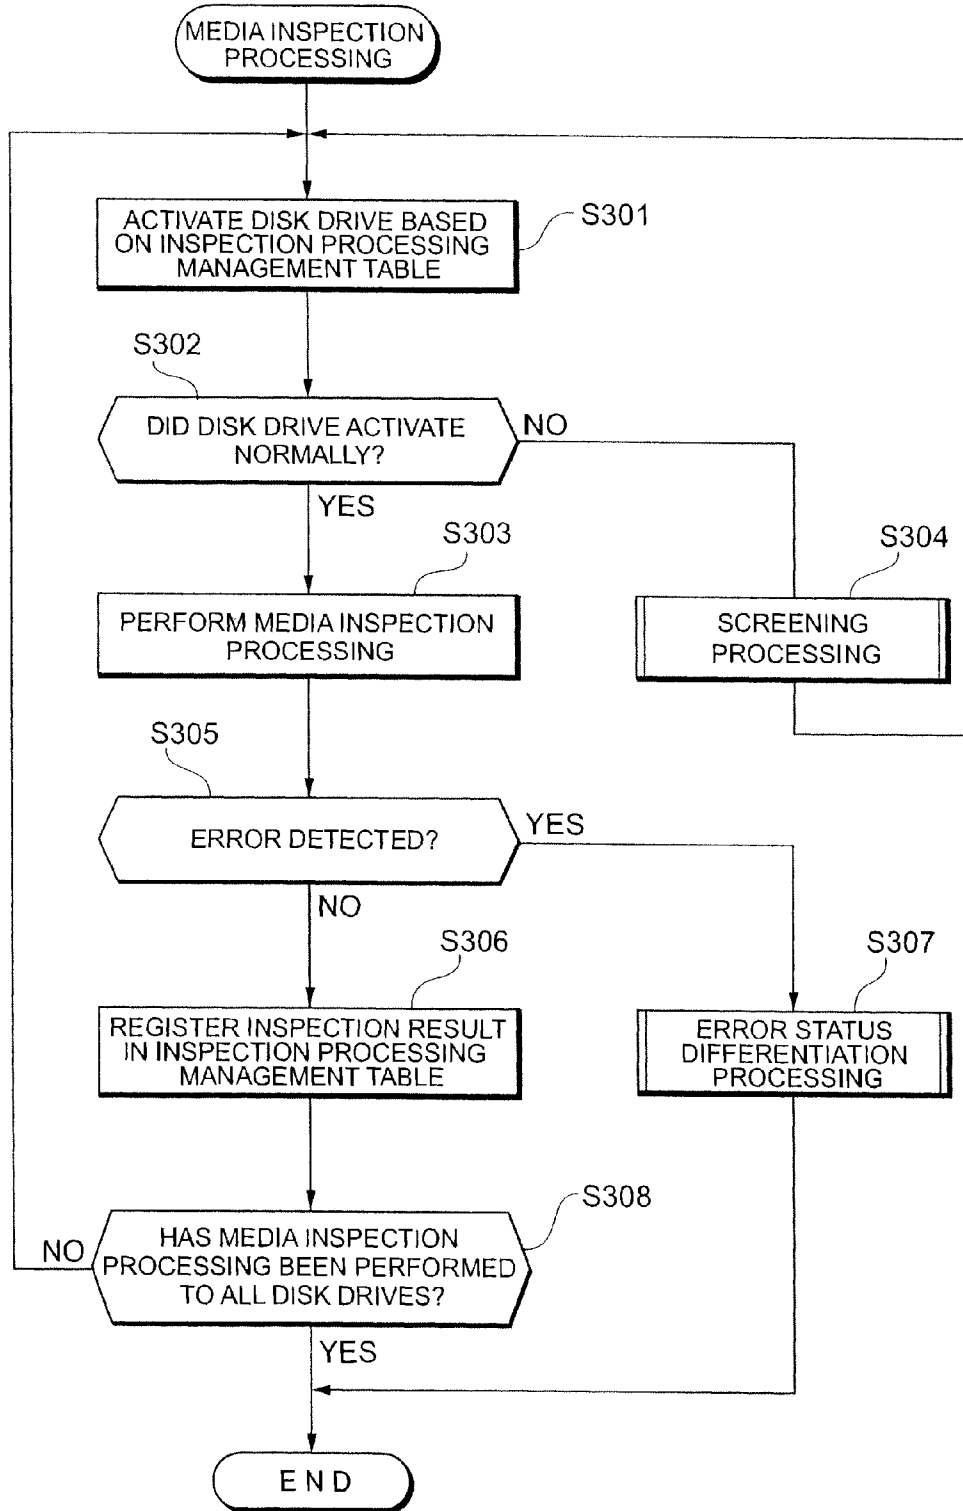 MEDIA INSPECTION
PROCESSING
ACTIVATE DISK DRIVE BASED
ON INSPECTION PROCESSING
MANAGEMENT TABLE
S301
S302
DID DISK DRIVE ACTIVATE
NORMALLY?
NO
YES
S303
PERFORM MEDIA INSPECTION
PROCESSING
S304
SCREENING
PROCESSING
S305
ERROR DETECTED?
YES
NO
S306
REGISTER INSPECTION RESULT
IN INSPECTION PROCESSING
MANAGEMENT TABLE
S307
ERROR STATUS
DIFFERENTIATION
PROCESSING
S308
HAS MEDIA INSPECTION
PROCESSING BEEN PERFORMED
TO ALL DISK DRIVES?
NO
YES
END